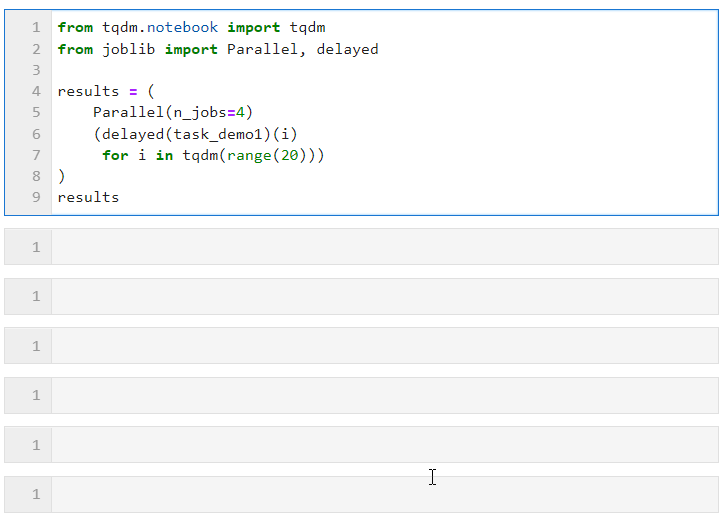 1 from tqdm.notebook import tqdm
2 from joblib import Parallel, delayed
3
4 results = (
5     Parallel(n_jobs=4)
6     (delayed(task_demo1)(i)
7      for i in tqdm(range(20)))
8 )
9 results
1
1
1
1
1
1